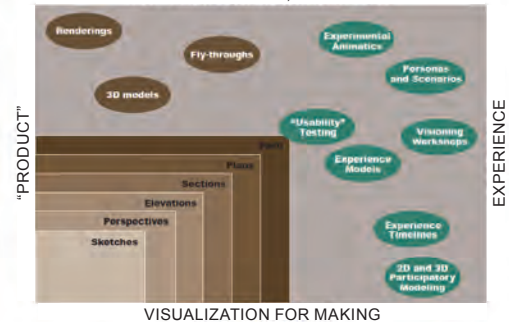 Renderings
Fly-throughs
3D models
Experimental
Animatics
Personas
and Scenarios
"Usability"
Testing
Visioning
Workshops
Experience
Models
Plans
Sections
Elevations
Perspectives
Sketches
Experience
Timelines
2D and 3D
Participatory
Modeling
"PRODUCT"
EXPERIENCE
VISUALIZATION FOR MAKING